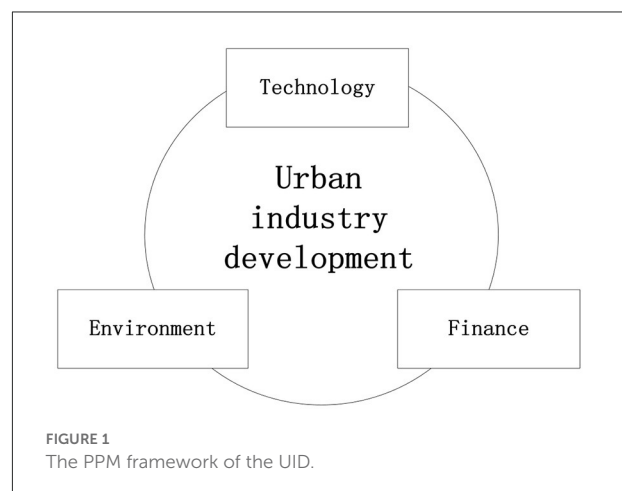 Technology
Urban
industry
development
Environment
Finance
FIGURE 1
The PPM framework of the UID.